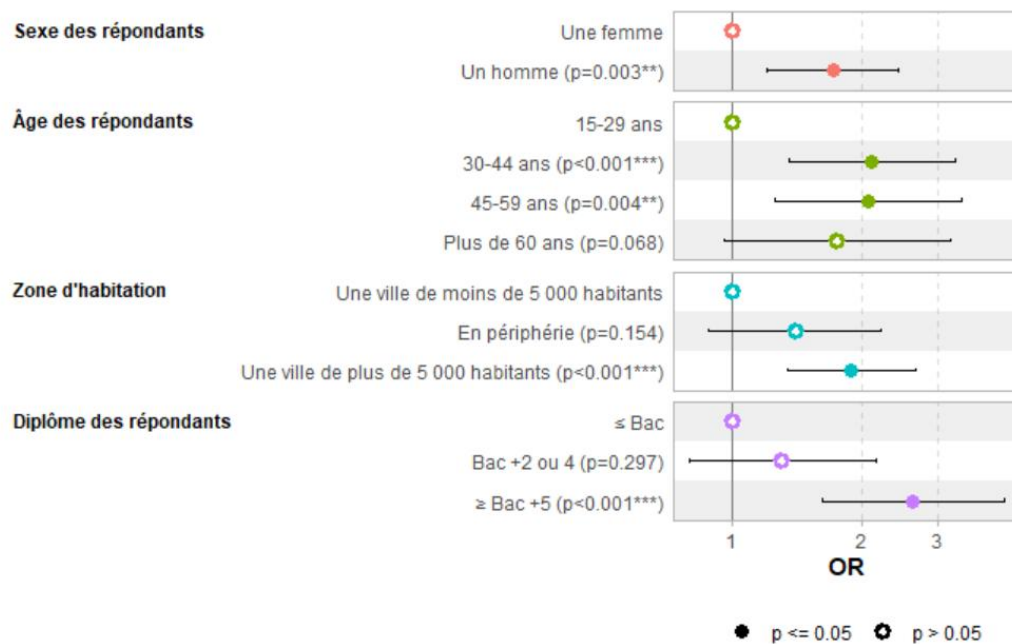 Sexe des répondants
Une femme
Un homme (p=0.003**)
Âge des répondants
15-29 ans
30-44 ans (p<0.001***)
45-59 ans (p=0.004**)
Plus de 60 ans (p=0.068)
Zone d'habitation
Une ville de moins de 5 000 habitants
En périphérie (p=0.154)
Une ville de plus de 5 000 habitants (p<0.001***)
Diplôme des répondants
≤ Bac
Bac +2 ou 4 (p=0.297)
≥ Bac +5 (p<0.001***)
1 2 3
OR
p <= 0.05 p > 0.05